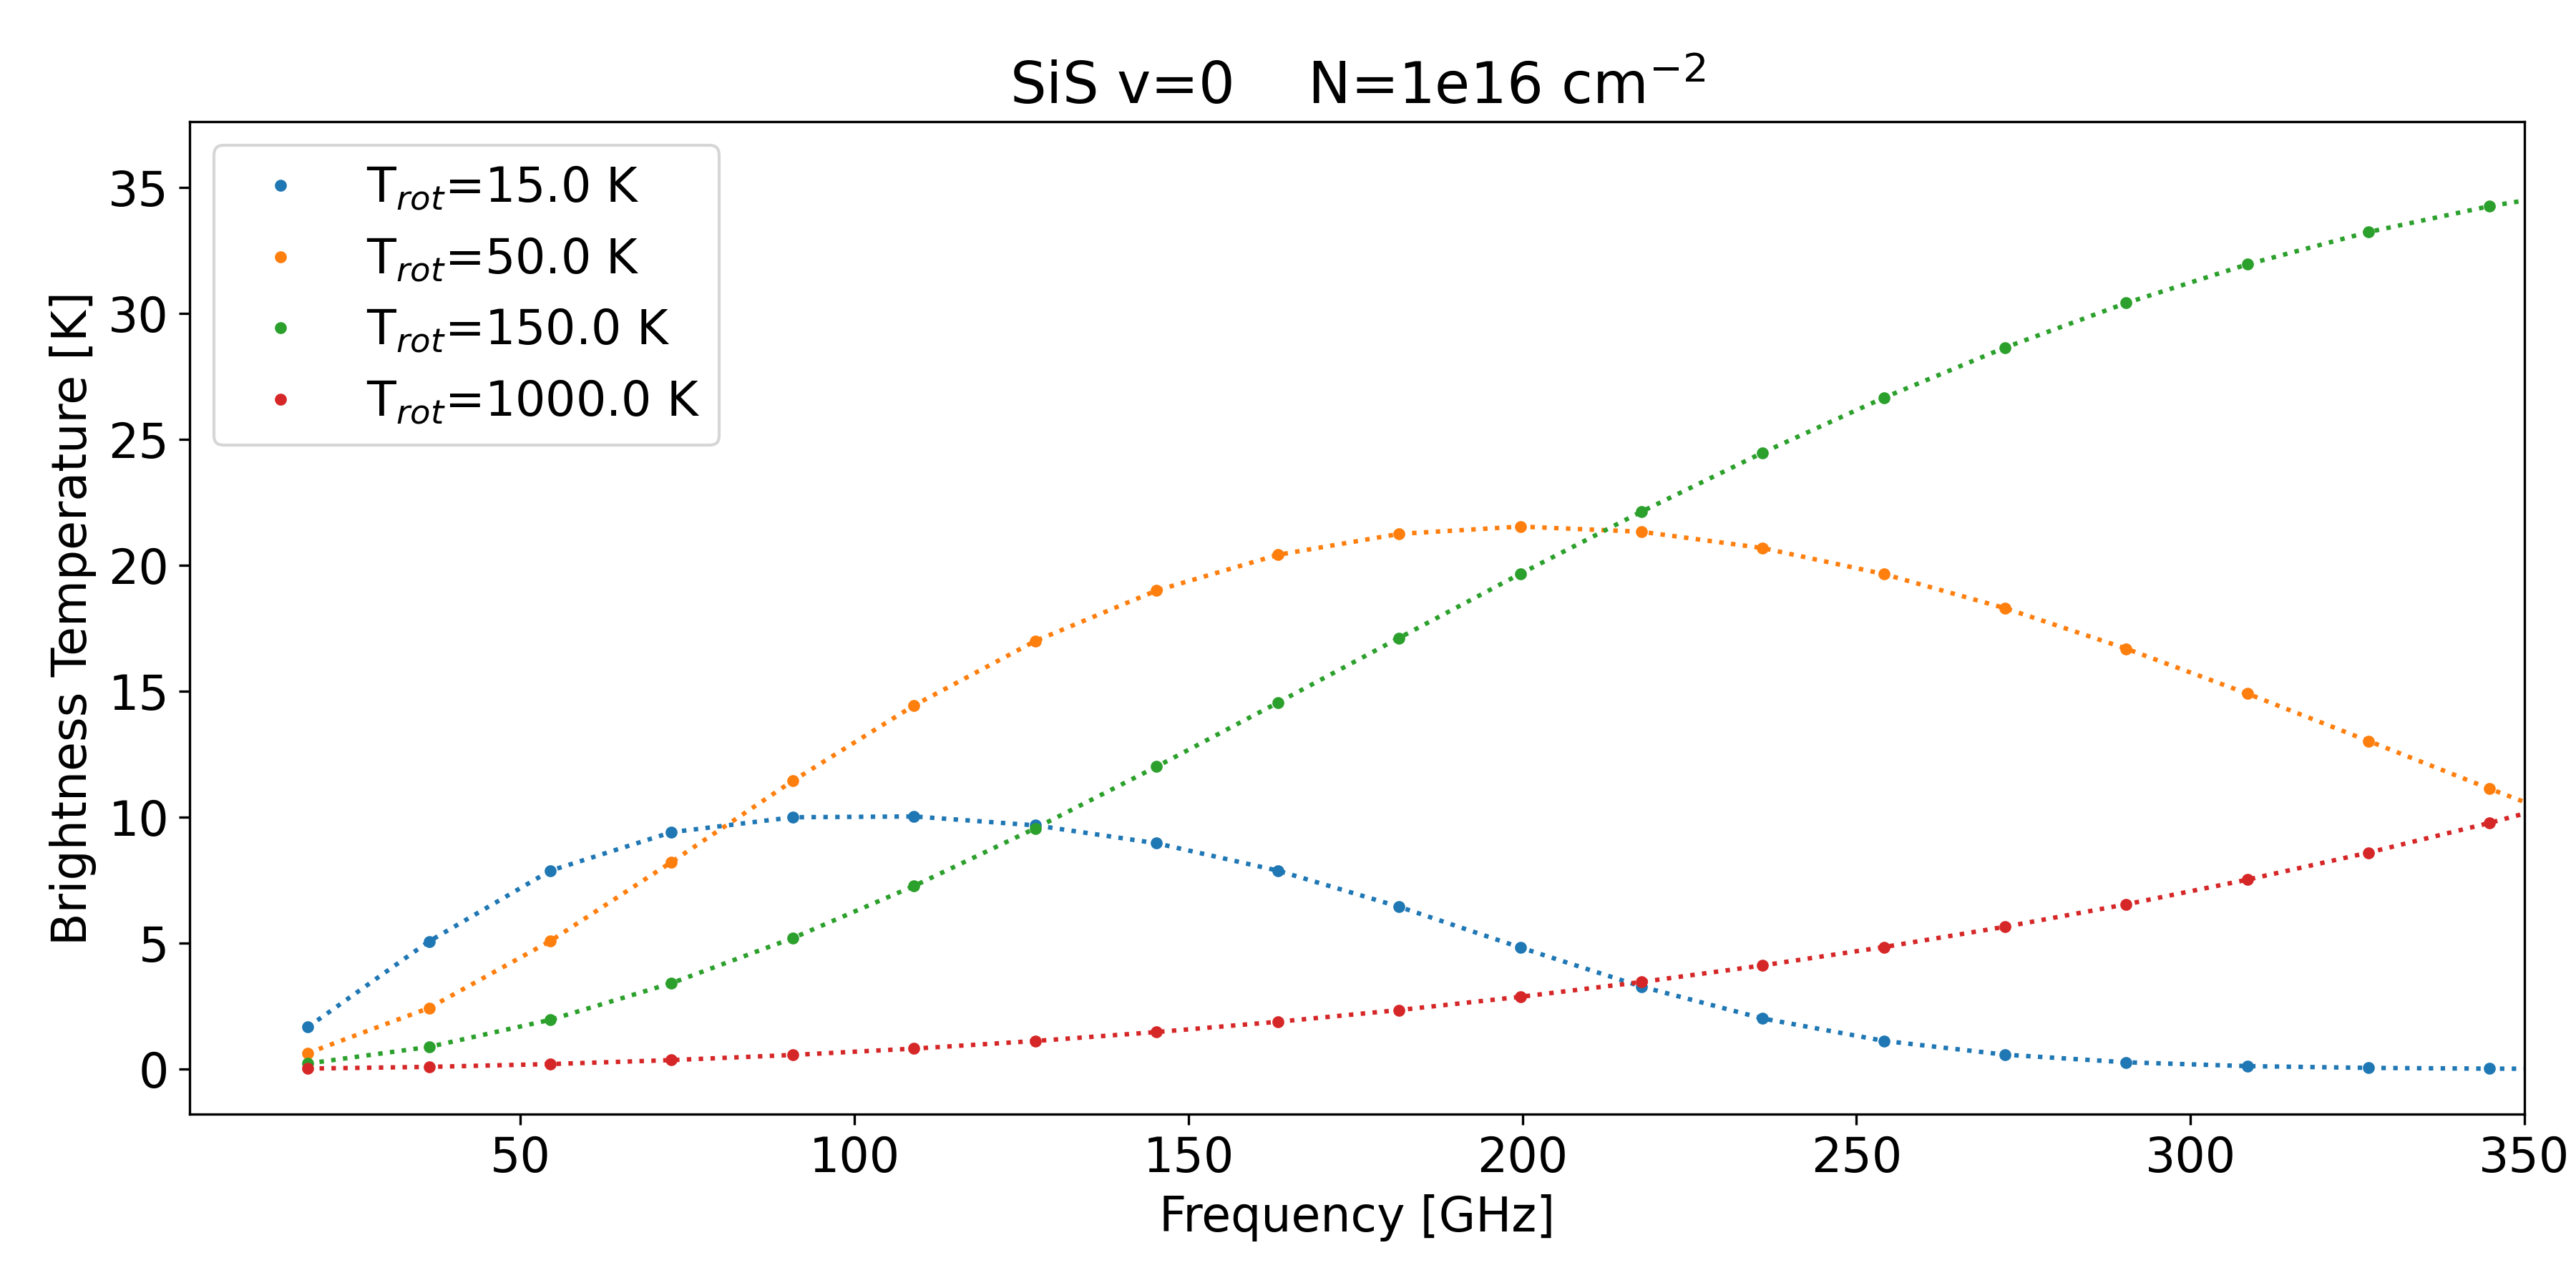 SiS v=0 N=1e16 cm⁻²
T_rot=15.0 K
T_rot=50.0 K
T_rot=150.0 K
T_rot=1000.0 K
Brightness Temperature [K]
35
30
25
20
15
10
5
0
50 100 150 200 250 300 350
Frequency [GHz]